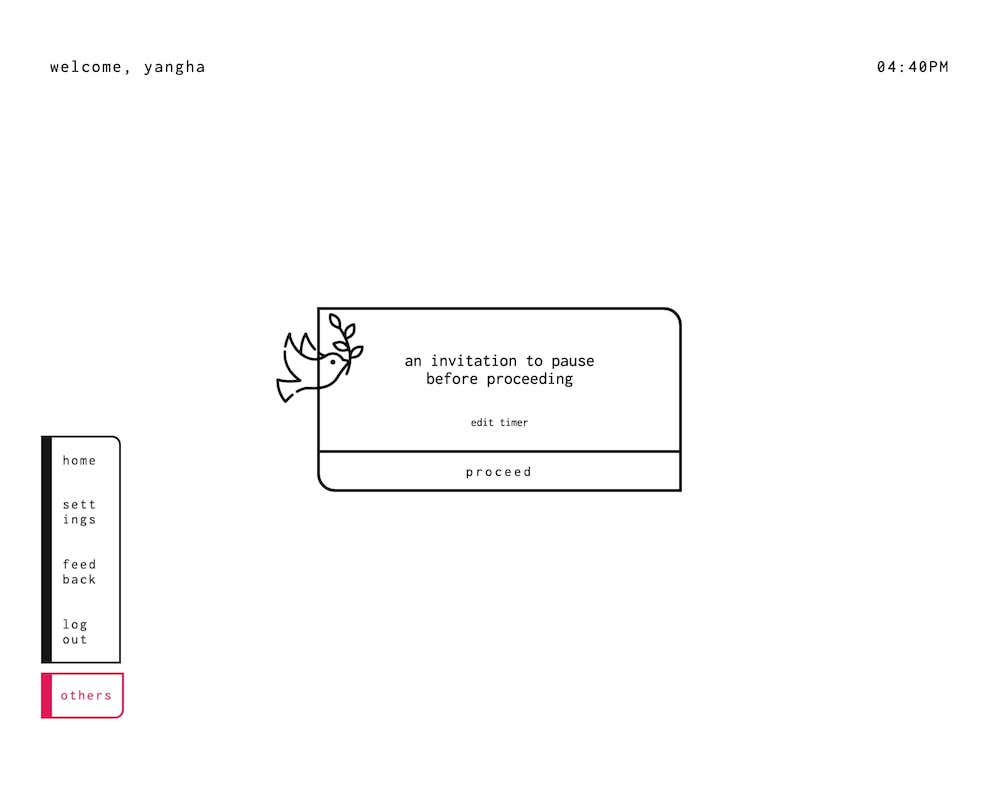 welcome, yangha
04:40PM
an invitation to pause
before proceeding
edit timer
proceed
home
sett
ings
feed
back
log
out
others